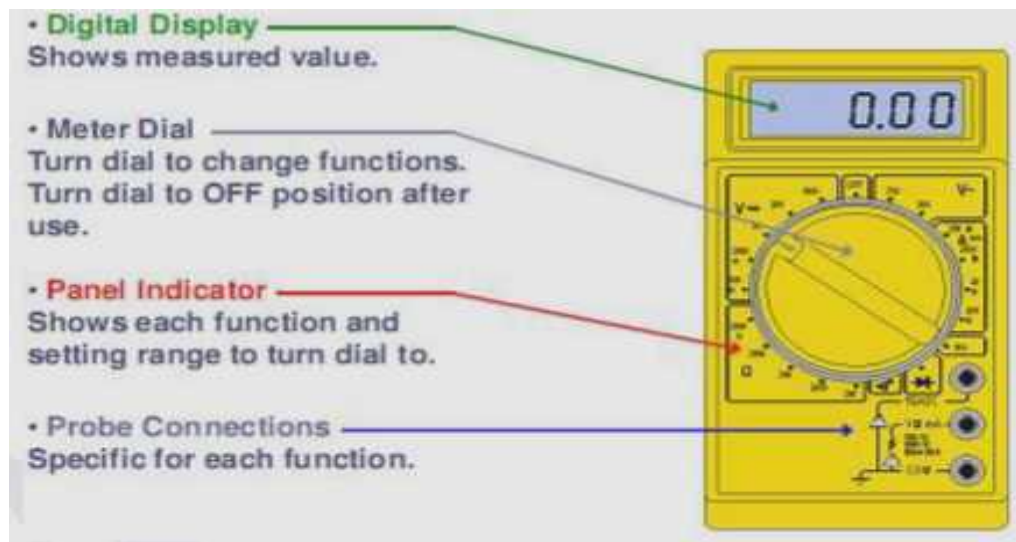 • Digital Display
Shows measured value.
• Meter Dial
Turn dial to change functions.
Turn dial to OFF position after
use.
• Panel Indicator
Shows each function and
setting range to turn dial to.
• Probe Connections
Specific for each function.
0.00
OFF
V~
V
Ω